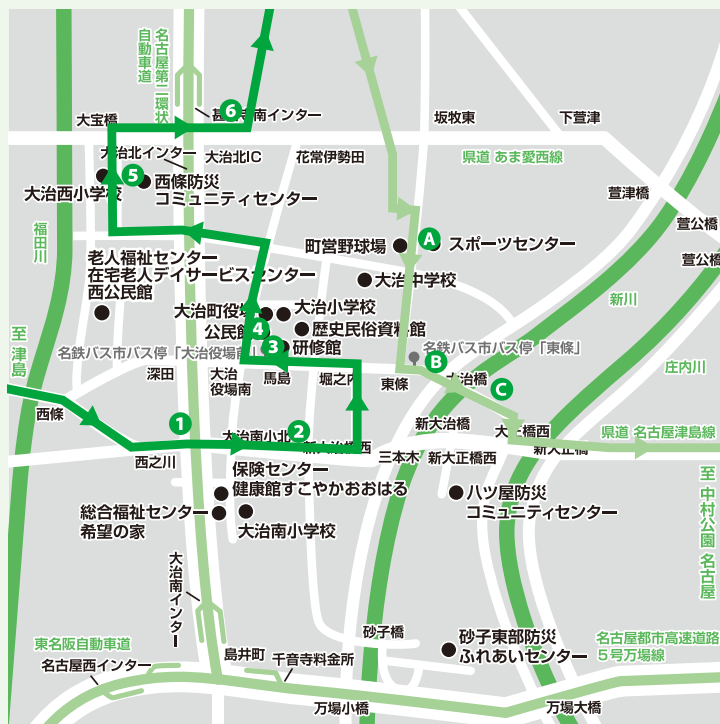 名古屋第二環状
自動車道
6
甚目寺南インター
大宝橋
坂牧東
下萱津
大治北インター
大治北IC
花常伊勢田
県道 あま愛西線
5
大治西小学校
西條防災
コミュニティセンター
萱津橋
福田川
萱公橋
町営野球場
A
スポーツセンター
老人福祉センター
在宅老人デイサービスセンター
西公民館
萱公橋
大治中学校
新川
大治町役場
大治小学校
公民館
4
歴史民俗資料館
3
研修館
至 津島
名鉄バス市バス停「大治役場前」
名鉄バス市バス停「東條」
B
庄内川
深田
大治
役場南
馬島
堀之内
東條
大治橋
C
西條
1
大治南小北
2
新大治橋西
新大治橋
大正橋西
県道 名古屋津島線
新大正橋
西之川
三本木
新大正橋西
保険センター
健康館すこやかおおはる
至 中村公園 名古屋
総合福祉センター
希望の家
大治南小学校
八ツ屋防災
コミュニティセンター
大治南インター
東名阪自動車道
名古屋西インター
島井町
千音寺料金所
砂子橋
砂子東部防災
ふれあいセンター
名古屋都市高速道路
5号万場線
万場小橋
万場大橋